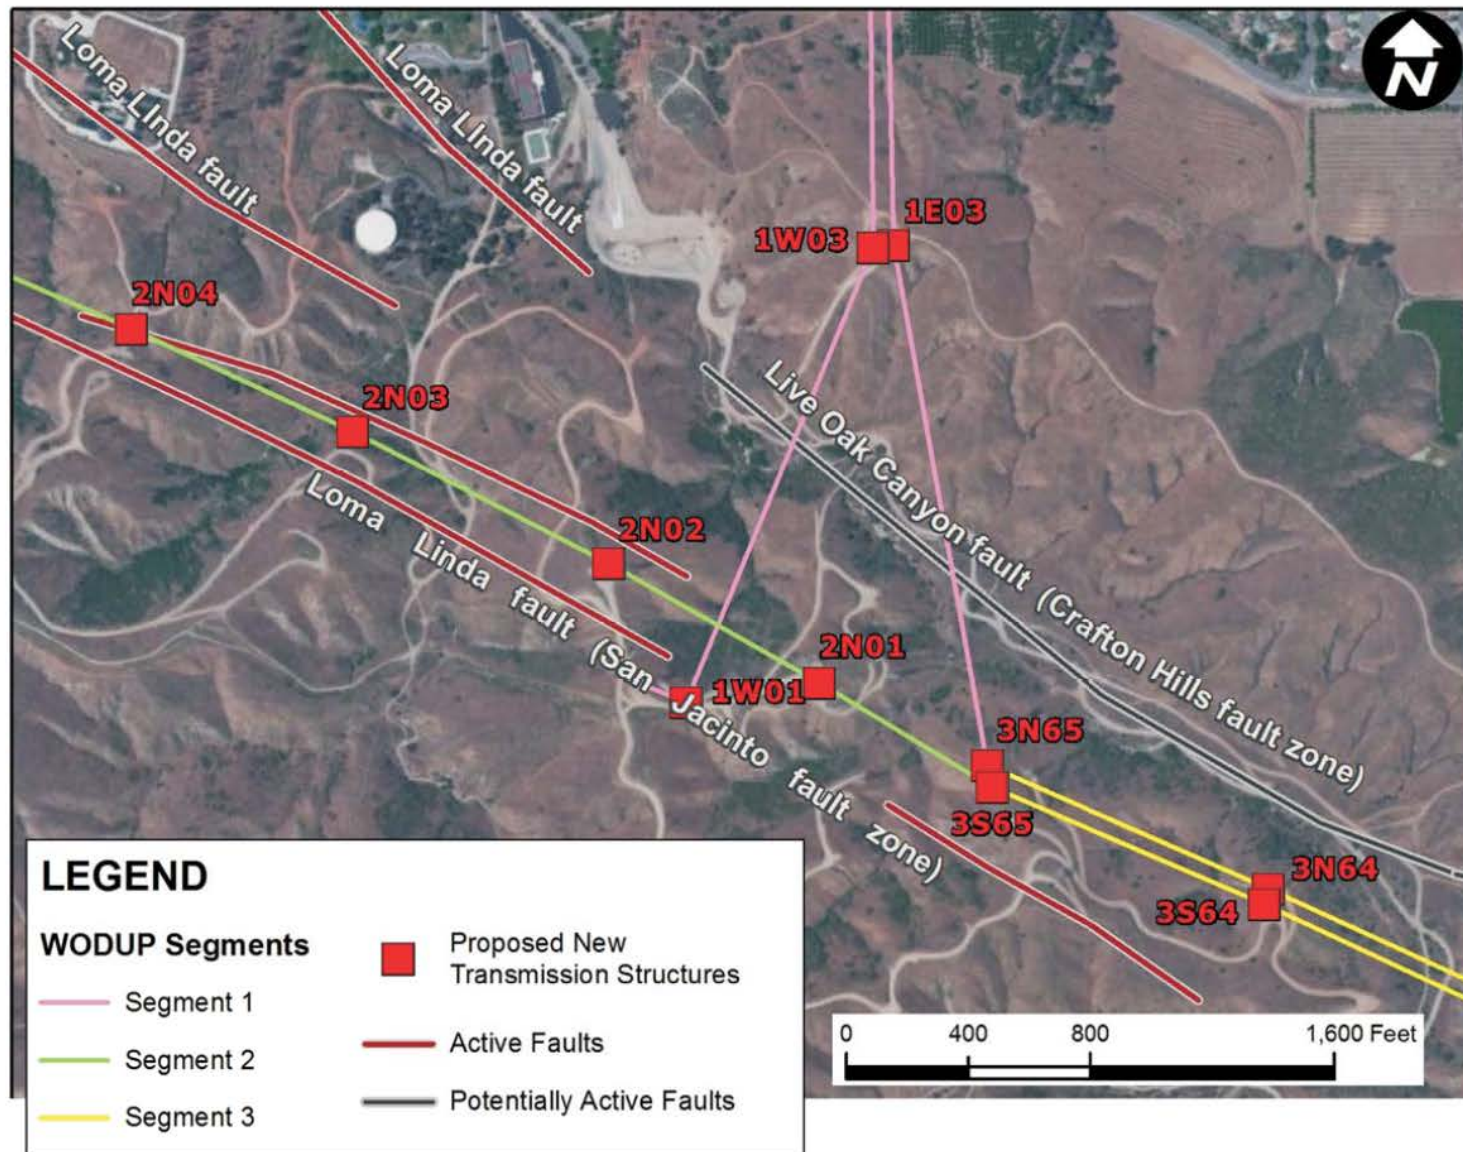 N
Loma LInda fault
Loma LInda fault
1E03
1W03
2N04
Live Oak Canyon fault (Crafton Hills fault zone)
2N03
Loma Linda fault (San Jacinto fault zone)
2N02
2N01
1W01
3N65
3S65
3N64
3S64
LEGEND
WODUP Segments
Segment 1
Segment 2
Segment 3
Proposed New
Transmission Structures
Active Faults
Potentially Active Faults
0 400 800 1,600 Feet